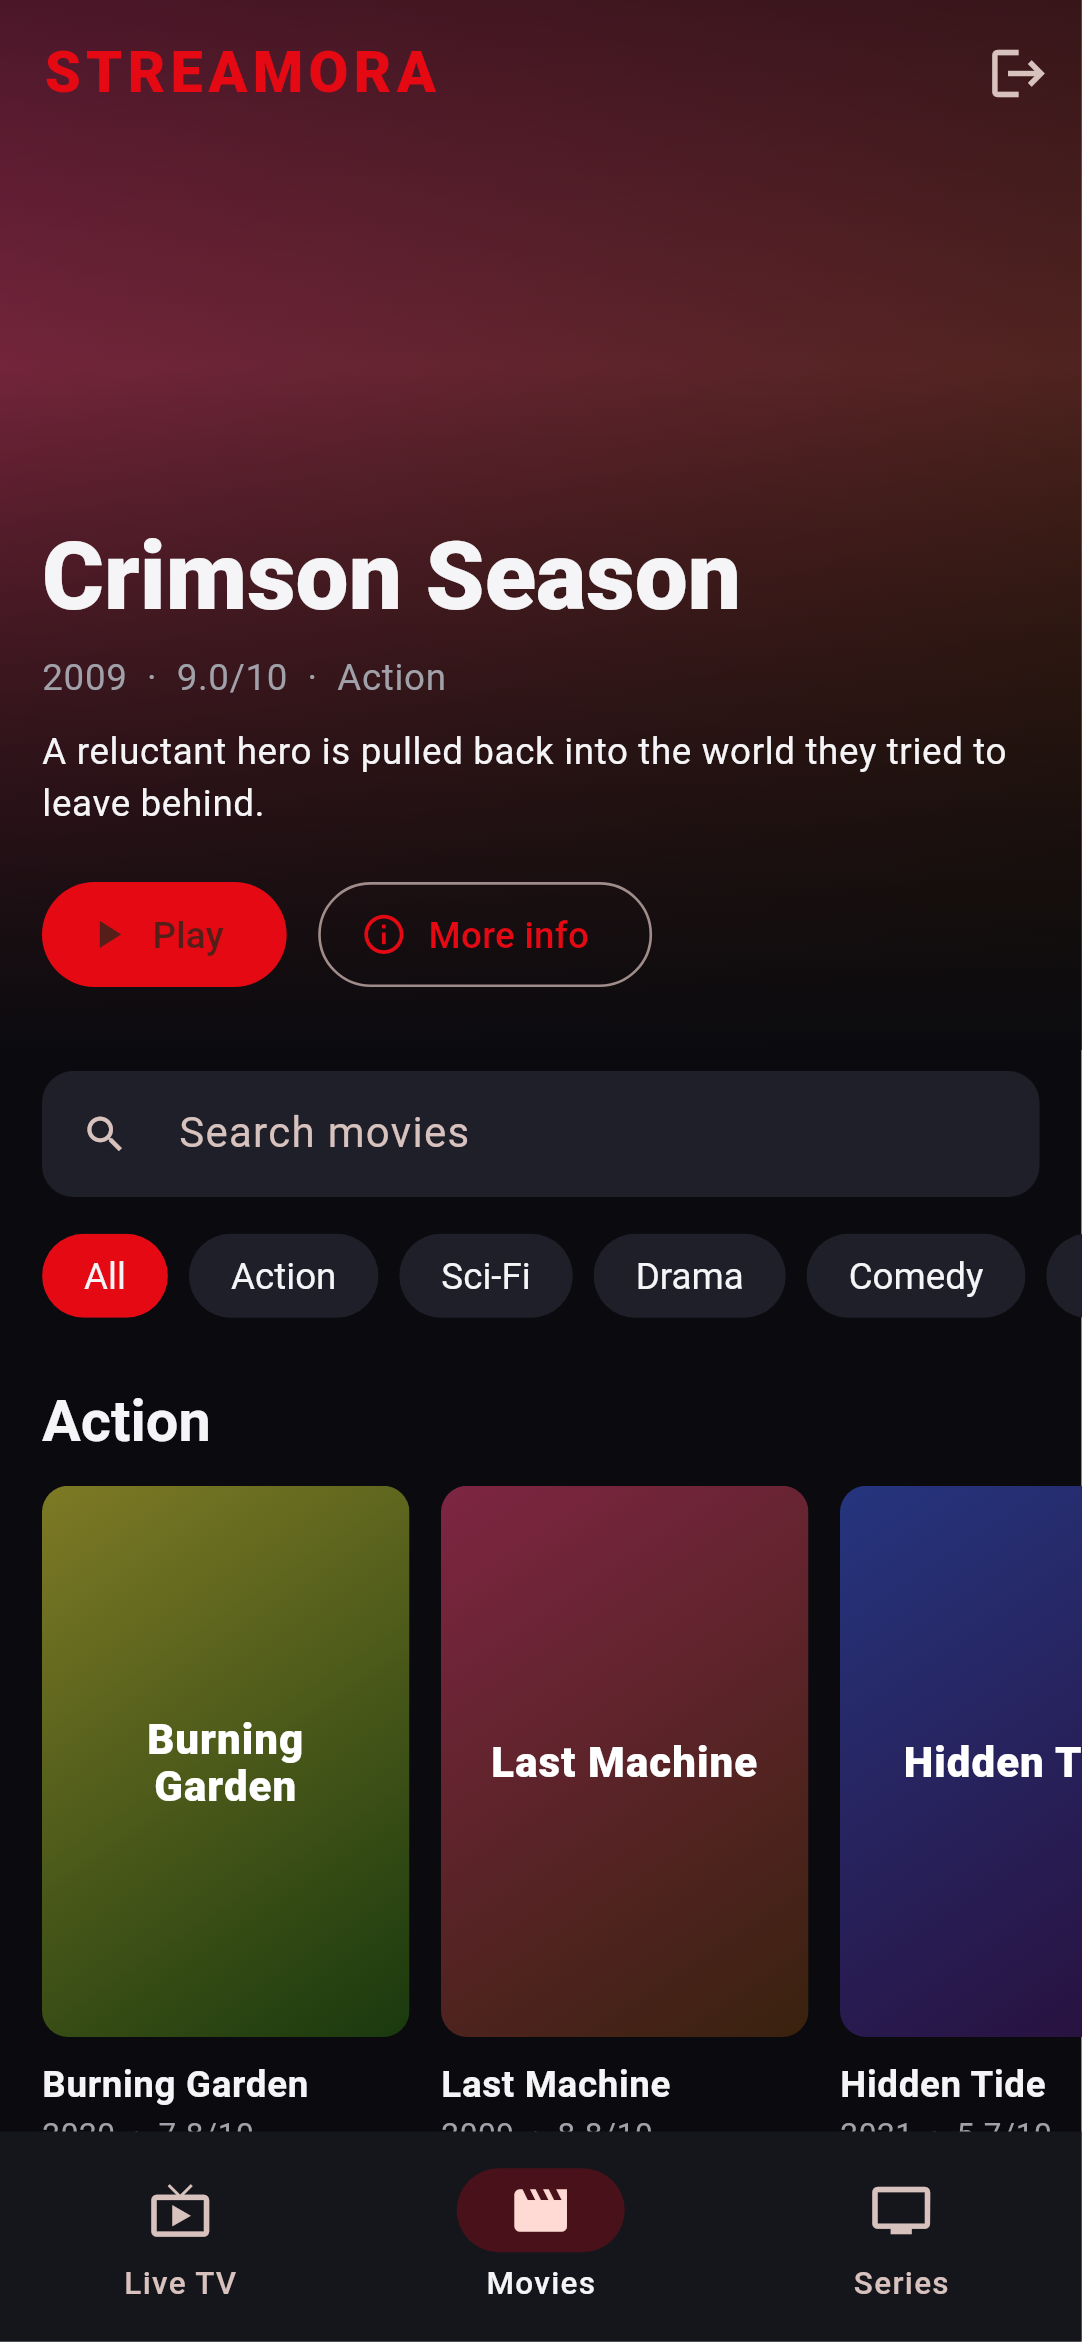 STREAMORA
Crimson Season
2009 · 9.0/10 · Action
A reluctant hero is pulled back into the world they tried to
leave behind.
Play
More info
Search movies
All
Action
Sci-Fi
Drama
Comedy
Action
Burning
Garden
Last Machine
Hidden T
Burning Garden
Last Machine
Hidden Tide
Live TV
Movies
Series